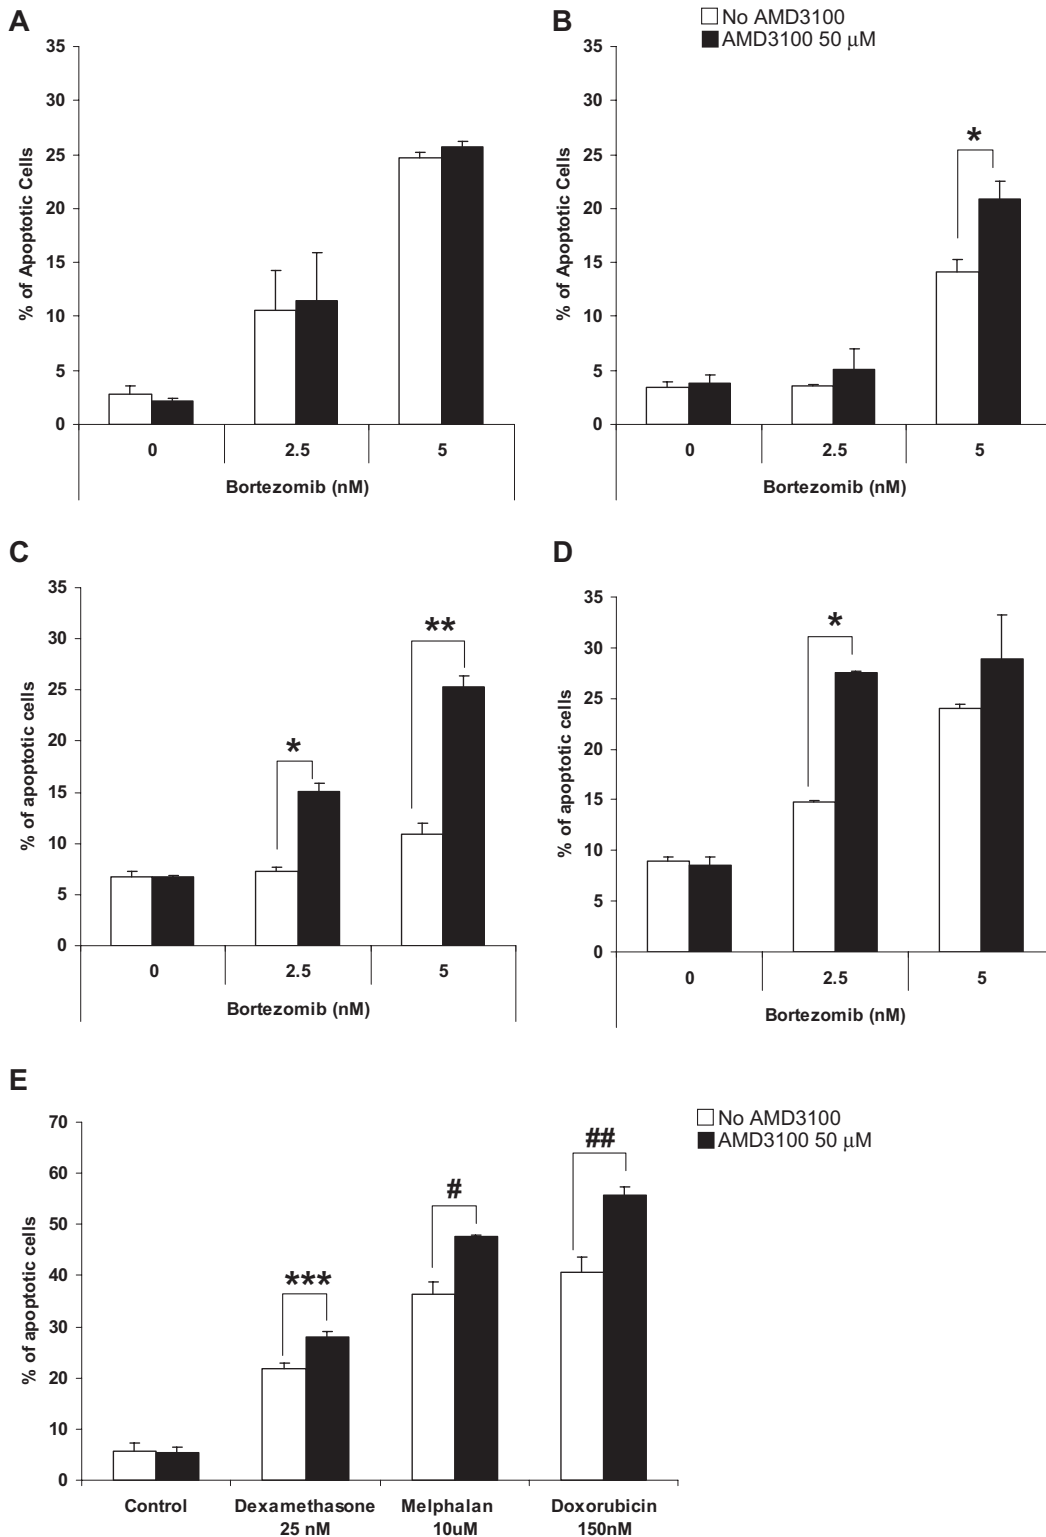 A
35
30
25
20
15
10
5
0
% of Apoptotic Cells
0 2.5 5
Bortezomib (nM)
B
No AMD3100
AMD3100 50 μM
35
30
25
20
15
10
5
0
% of Apoptotic Cells
*
0 2.5 5
Bortezomib (nM)
C
35
30
25
20
15
10
5
0
% of apoptotic cells
*
**
0 2.5 5
Bortezomib (nM)
D
35
30
25
20
15
10
5
0
% of apoptotic cells
*
0 2.5 5
Bortezomib (nM)
E
70
60
50
40
30
20
10
0
% of apoptotic cells
***
#
##
No AMD3100
AMD3100 50 μM
Control Dexamethasone Melphalan Doxorubicin
25 nM 10uM 150nM